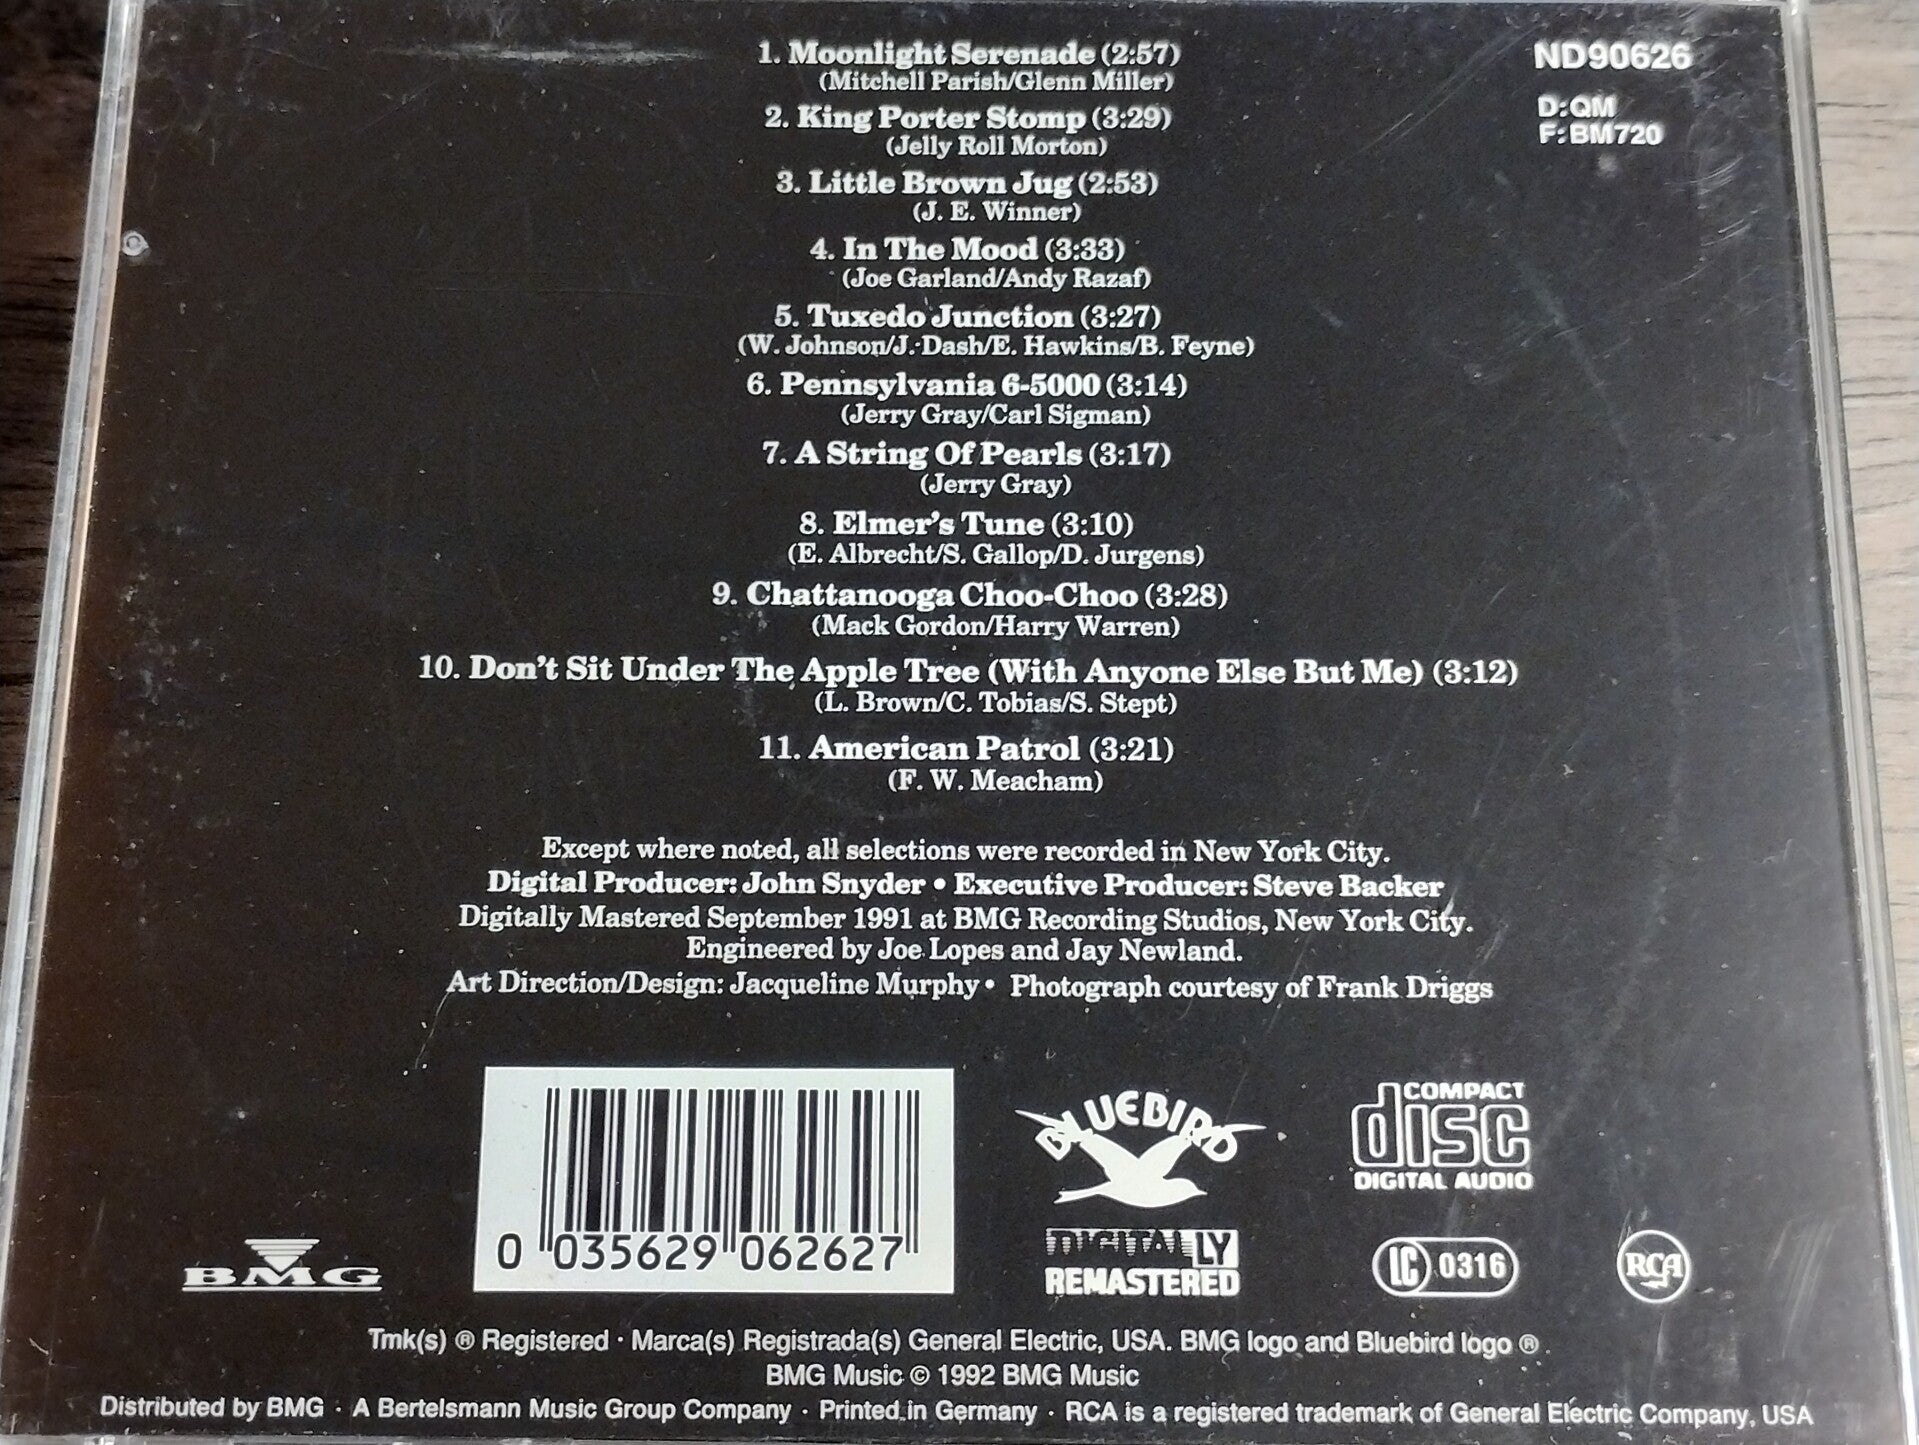 1. Moonlight Serenade (2:57)
(Mitchell Parish/Glenn Miller)
2. King Porter Stomp (3:29)
(Jelly Roll Morton)
3. Little Brown Jug (2:53)
(J. E. Winner)
4. In The Mood (3:33)
(Joe Garland/Andy Razaf)
5. Tuxedo Junction (3:27)
(W. Johnson/J. Dash/E. Hawkins/B. Feyne)
6. Pennsylvania 6-5000 (3:14)
(Jerry Gray/Carl Sigman)
7. A String Of Pearls (3:17)
(Jerry Gray)
8. Elmer's Tune (3:10)
(E. Albrecht/S. Gallop/D. Jurgens)
9. Chattanooga Choo-Choo (3:28)
(Mack Gordon/Harry Warren)
10. Don't Sit Under The Apple Tree (With Anyone Else But Me) (3:12)
(L. Brown/C. Tobias/S. Stept)
11. American Patrol (3:21)
(F. W. Meacham)
ND90626
D:QM
F:BM720
Except where noted, all selections were recorded in New York City.
Digital Producer: John Snyder • Executive Producer: Steve Backer
Digitally Mastered September 1991 at BMG Recording Studios, New York City.
Engineered by Joe Lopes and Jay Newland.
Art Direction/Design: Jacqueline Murphy • Photograph courtesy of Frank Driggs
BMG
0 035629 062627
BLUEBIRD
DIGITALLY
REMASTERED
COMPACT
disc
DIGITAL AUDIO
LC 0316
RCA
Tmk(s) ® Registered · Marca(s) Registrada(s) General Electric, USA. BMG logo and Bluebird logo ®
BMG Music © 1992 BMG Music
Distributed by BMG · A Bertelsmann Music Group Company · Printed in Germany · RCA is a registered trademark of General Electric Company, USA